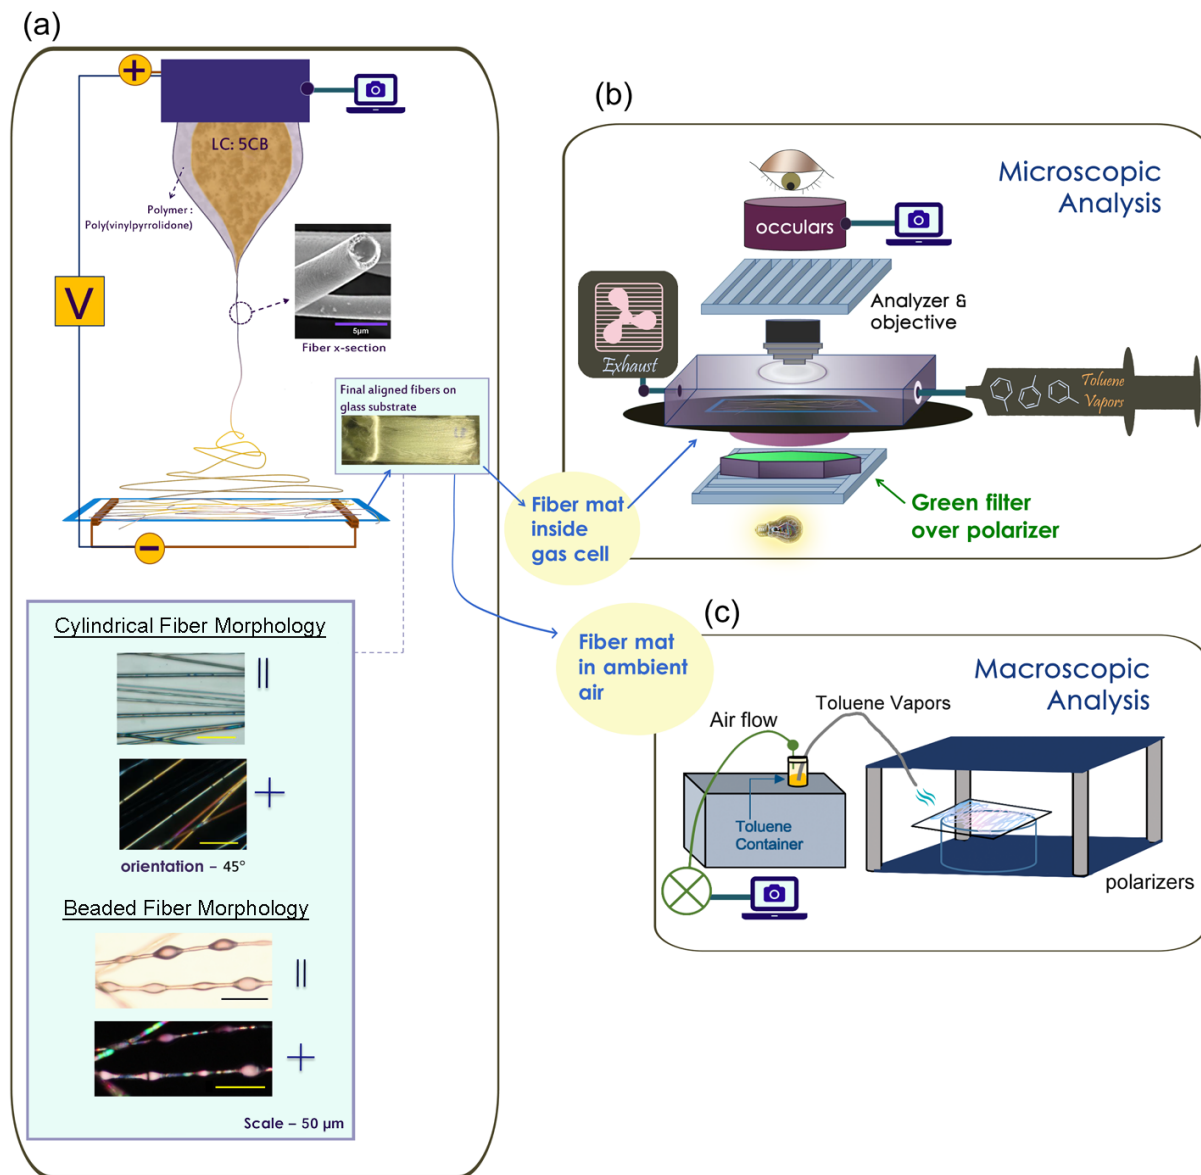 (a)
+
LC: 5CB
Polymer :
Poly(vinylpyrrolidone)
V
5μm
Fiber x-section
Final aligned fibers on
glass substrate
−
Cylindrical Fiber Morphology
||
+
orientation – 45°
Beaded Fiber Morphology
||
+
Scale – 50 μm
(b)
Microscopic
Analysis
occulars
Analyzer &
objective
Exhaust
Toluene
Vapors
Fiber mat
inside
gas cell
Green filter
over polarizer
(c)
Fiber mat
in ambient
air
Macroscopic
Analysis
Toluene Vapors
Air flow
Toluene
Container
polarizers